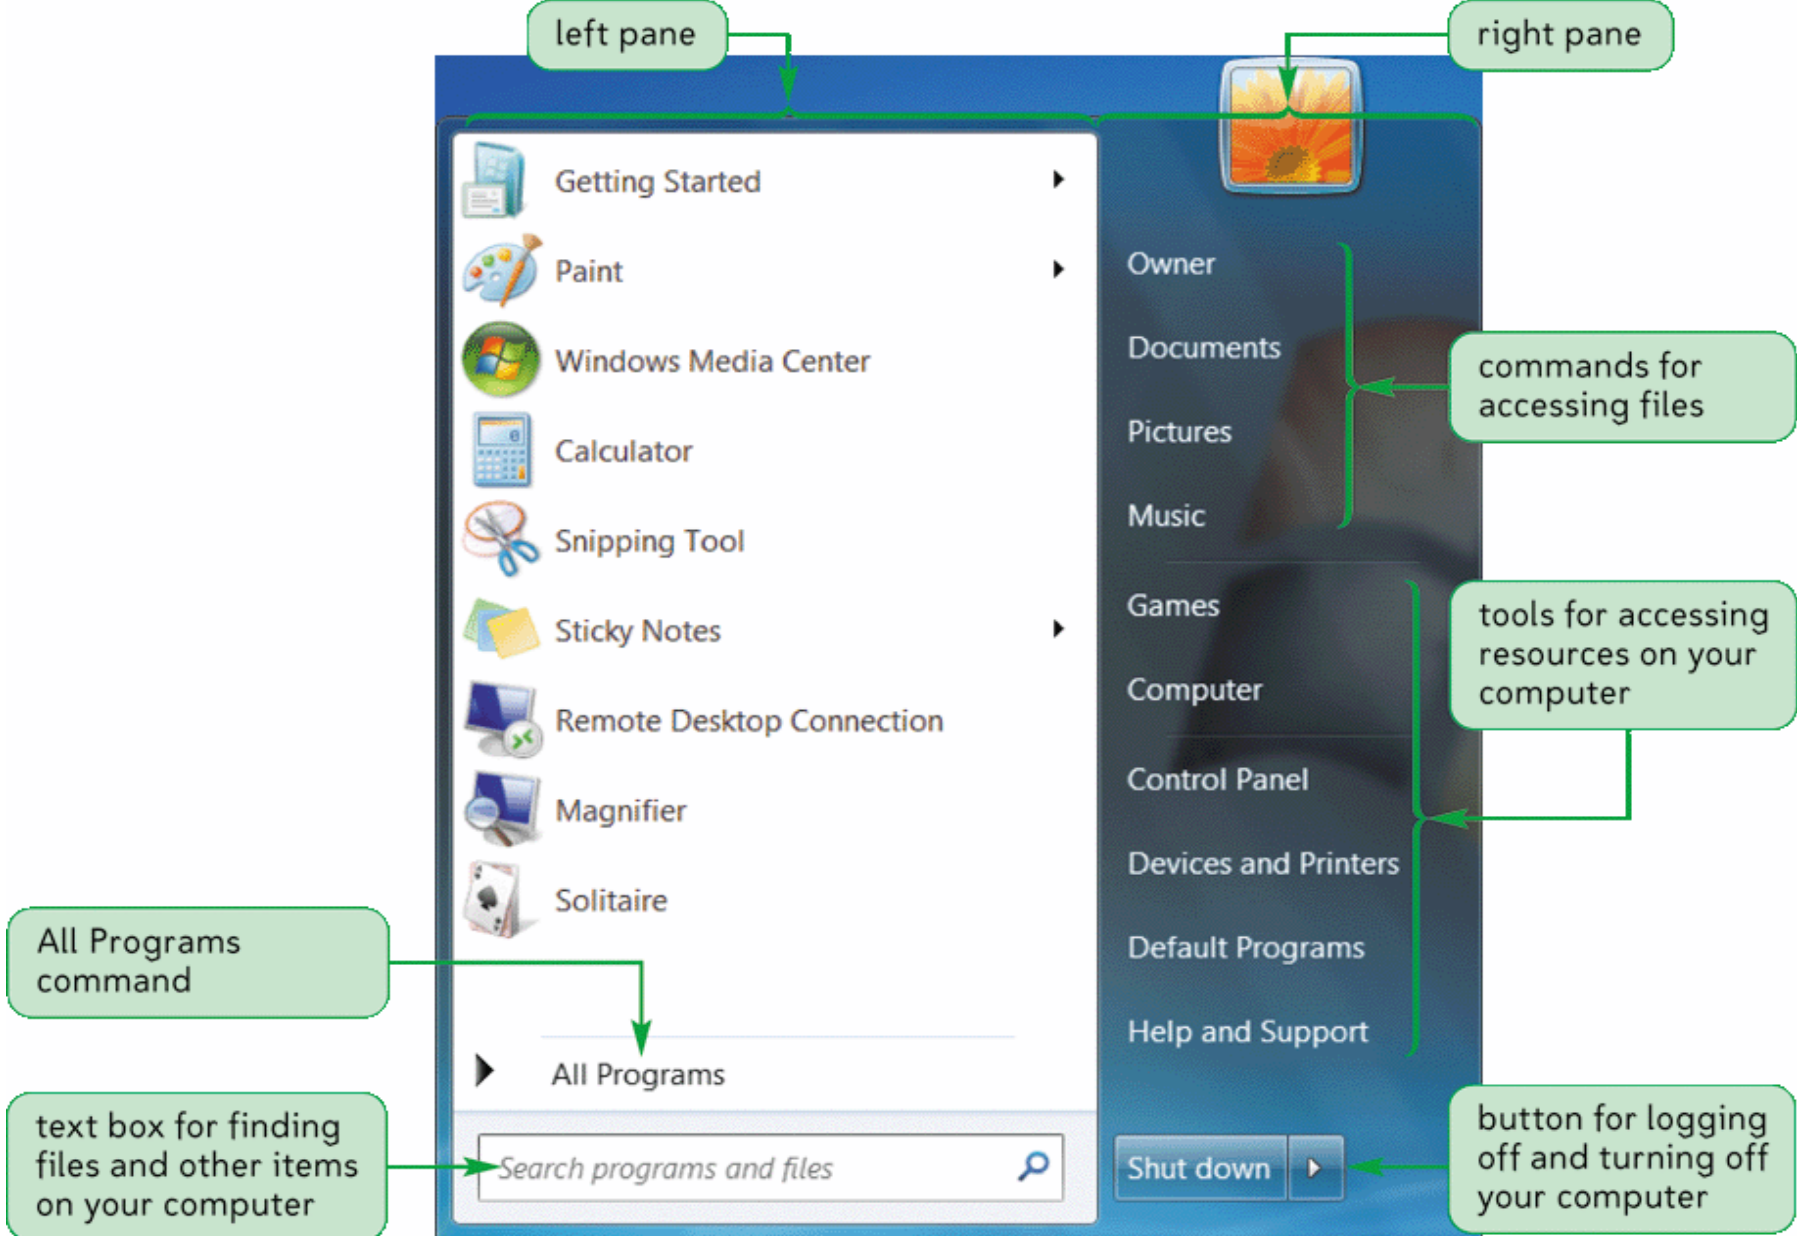 left pane
right pane
Getting Started
Paint
Windows Media Center
Calculator
Snipping Tool
Sticky Notes
Remote Desktop Connection
Magnifier
Solitaire
All Programs
command
All Programs
text box for finding
files and other items
on your computer
Search programs and files
Owner
Documents
Pictures
Music
commands for
accessing files
Games
Computer
Control Panel
Devices and Printers
Default Programs
Help and Support
tools for accessing
resources on your
computer
Shut down
button for logging
off and turning off
your computer